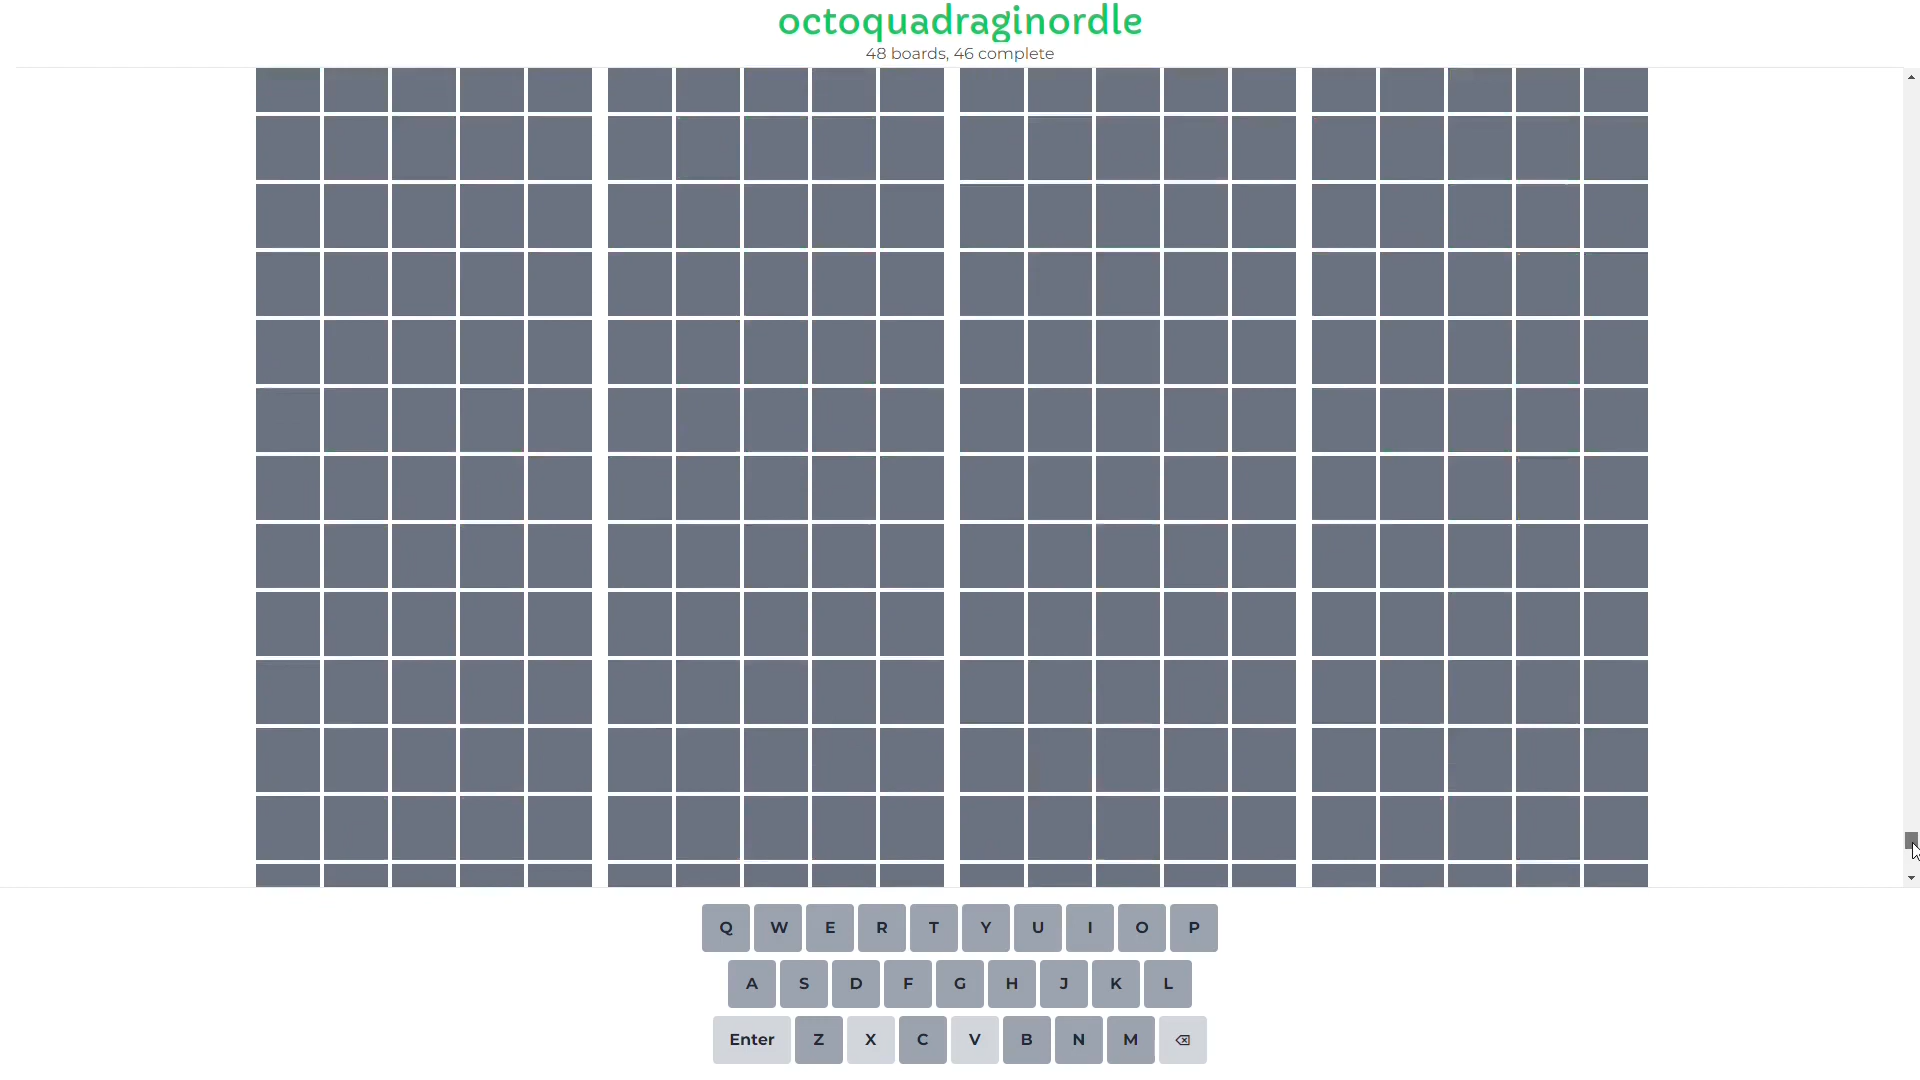 octoquadraginordle
48 boards, 46 complete
Q W E R T Y U I O P
A S D F G H J K L
Enter Z X C V B N M